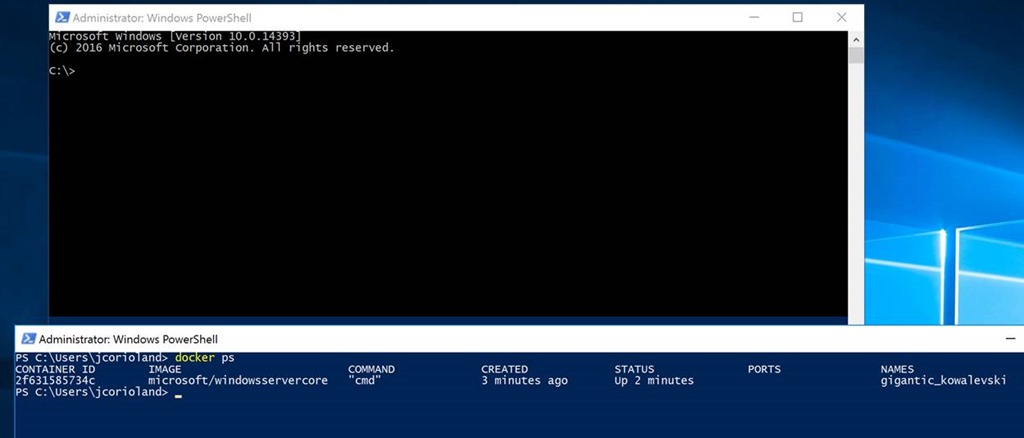 Administrator: Windows PowerShell
Microsoft Windows [Version 10.0.14393]
(c) 2016 Microsoft Corporation. All rights reserved.
C:\>
Administrator: Windows PowerShell
PS C:\Users\jcorioland> docker ps
CONTAINER ID IMAGE COMMAND CREATED STATUS PORTS NAMES
2f631585734c microsoft/windowsservercore "cmd" 3 minutes ago Up 2 minutes gigantic_kowalevski
PS C:\Users\jcorioland>